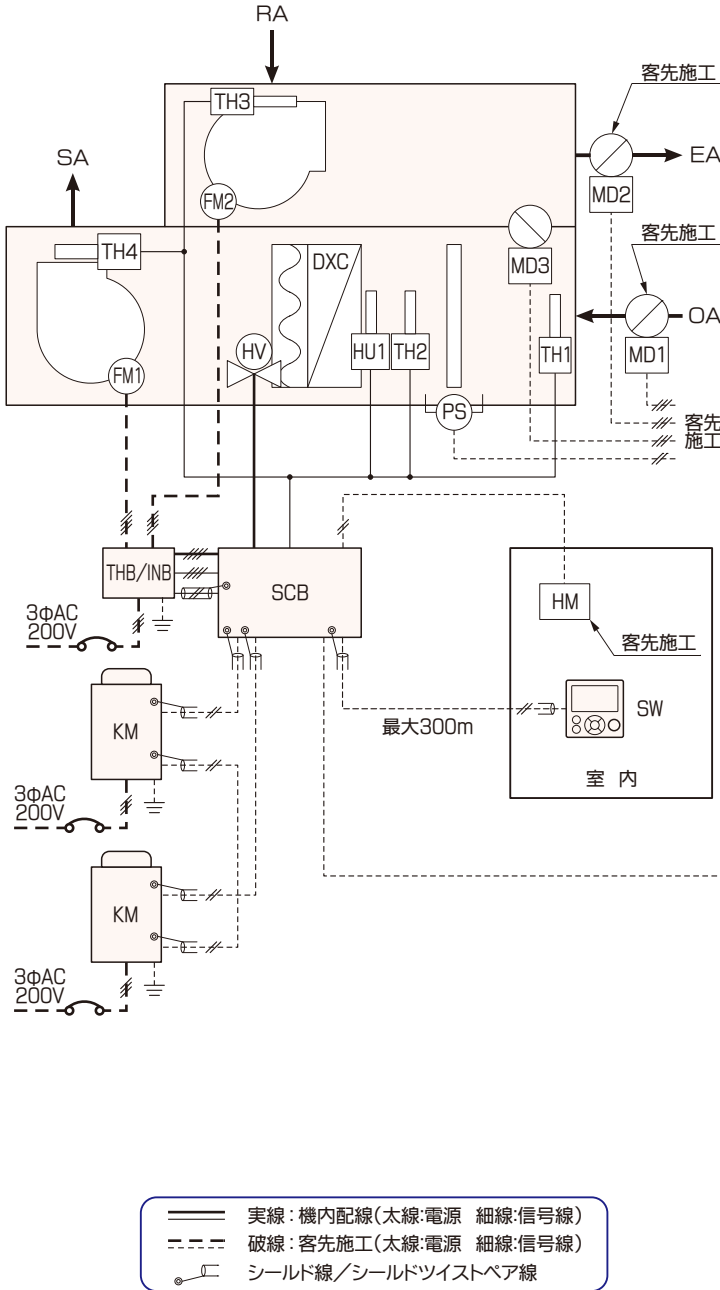 RA
客先施工
TH3
SA
EA
FM2
MD2
客先施工
TH4
DXC
MD3
OA
HV
HU1
TH2
TH1
MD1
FM1
PS
客先
施工
THB/INB
SCB
HM
3φAC
200V
客先施工
KM
SW
最大300m
室 内
3φAC
200V
KM
3φAC
200V
実線：機内配線(太線:電源 細線:信号線)
破線：客先施工(太線:電源 細線:信号線)
シールド線／シールドツイストペア線